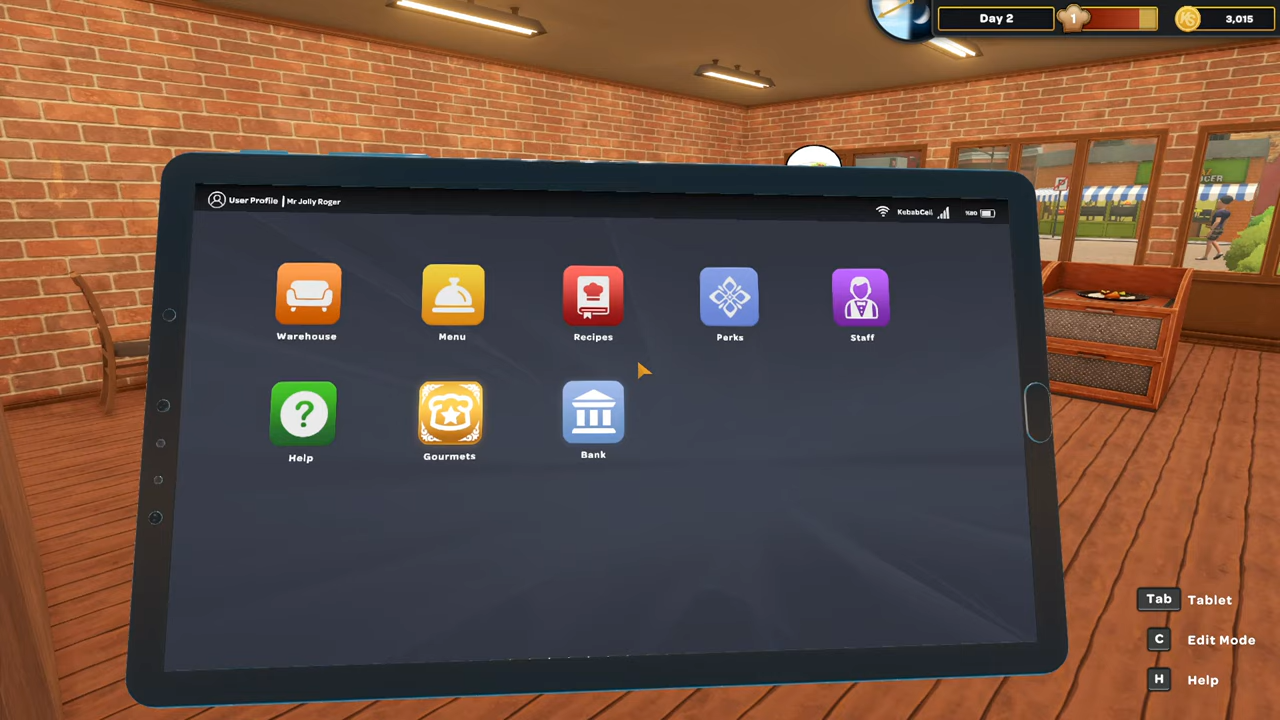 Day 2
1
3,015
User Profile | Mr Jolly Roger
KebabCell
%80
Warehouse
Menu
Recipes
Perks
Staff
Help
Gourmets
Bank
Tab Tablet
C Edit Mode
H Help